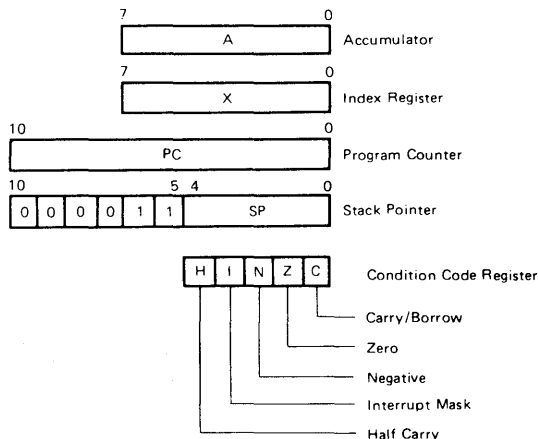 7 0
A Accumulator
7 0
X Index Register
10 0
PC Program Counter
10 5 4 0
0 0 0 0 1 1 SP Stack Pointer
H I N Z C Condition Code Register
Carry/Borrow
Zero
Negative
Interrupt Mask
Half Carry